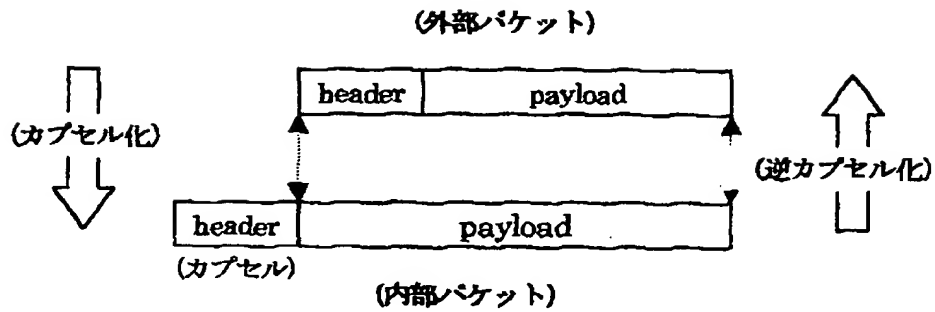 (外部パケット)
header payload
(カプセル化)
(逆カプセル化)
header payload
(カプセル)
(内部パケット)